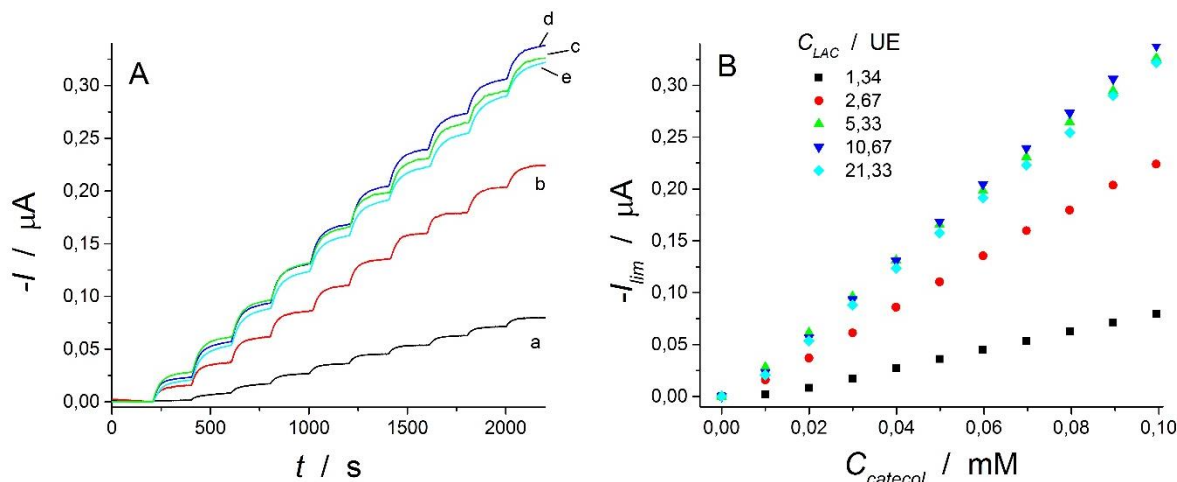 A
-I / µA
0,30
0,25
0,20
0,15
0,10
0,05
0,00
0
500
1000
1500
2000
t / s
d
c
e
b
a
B
C_LAC / UE
1,34
2,67
5,33
10,67
21,33
-I_lim / µA
0,30
0,25
0,20
0,15
0,10
0,05
0,00
0,00
0,02
0,04
0,06
0,08
0,10
C_catecol / mM